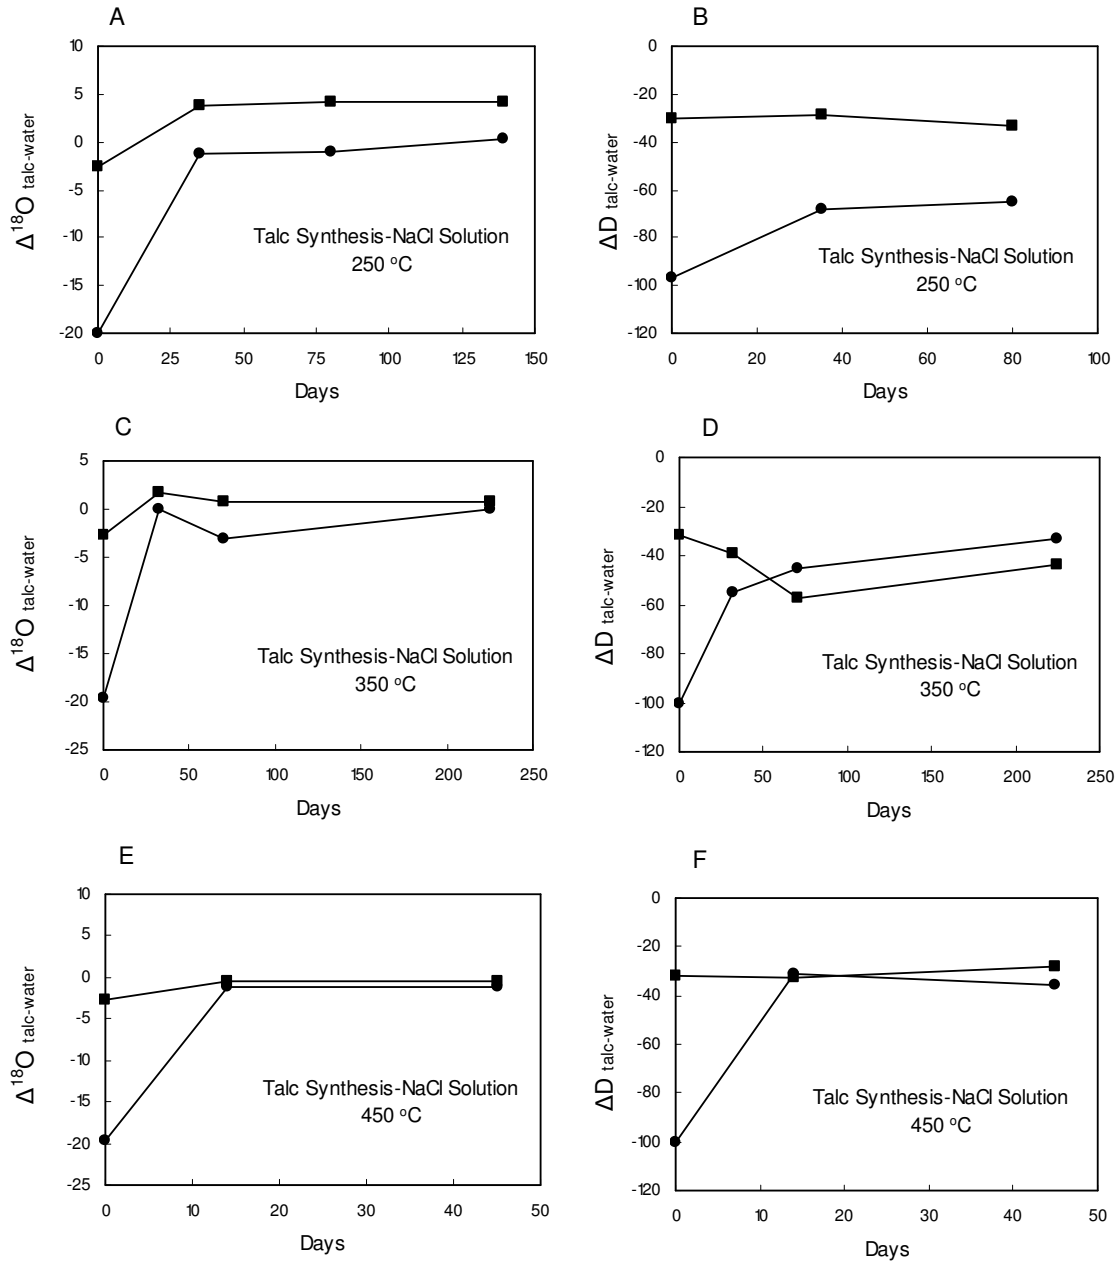 A
10
5
0
-5
-10
-15
-20
0 25 50 75 100 125 150
Days
Δ18O talc-water
Talc Synthesis-NaCl Solution
250 oC
B
0
-20
-40
-60
-80
-100
-120
0 20 40 60 80 100
Days
ΔD talc-water
Talc Synthesis-NaCl Solution
250 oC
C
5
0
-5
-10
-15
-20
-25
0 50 100 150 200 250
Days
Δ18O talc-water
Talc Synthesis-NaCl Solution
350 oC
D
0
-20
-40
-60
-80
-100
-120
0 50 100 150 200 250
Days
ΔD talc-water
Talc Synthesis-NaCl Solution
350 oC
E
10
5
0
-5
-10
-15
-20
-25
0 10 20 30 40 50
Days
Δ18O talc-water
Talc Synthesis-NaCl Solution
450 oC
F
0
-20
-40
-60
-80
-100
-120
0 10 20 30 40 50
Days
ΔD talc-water
Talc Synthesis-NaCl Solution
450 oC